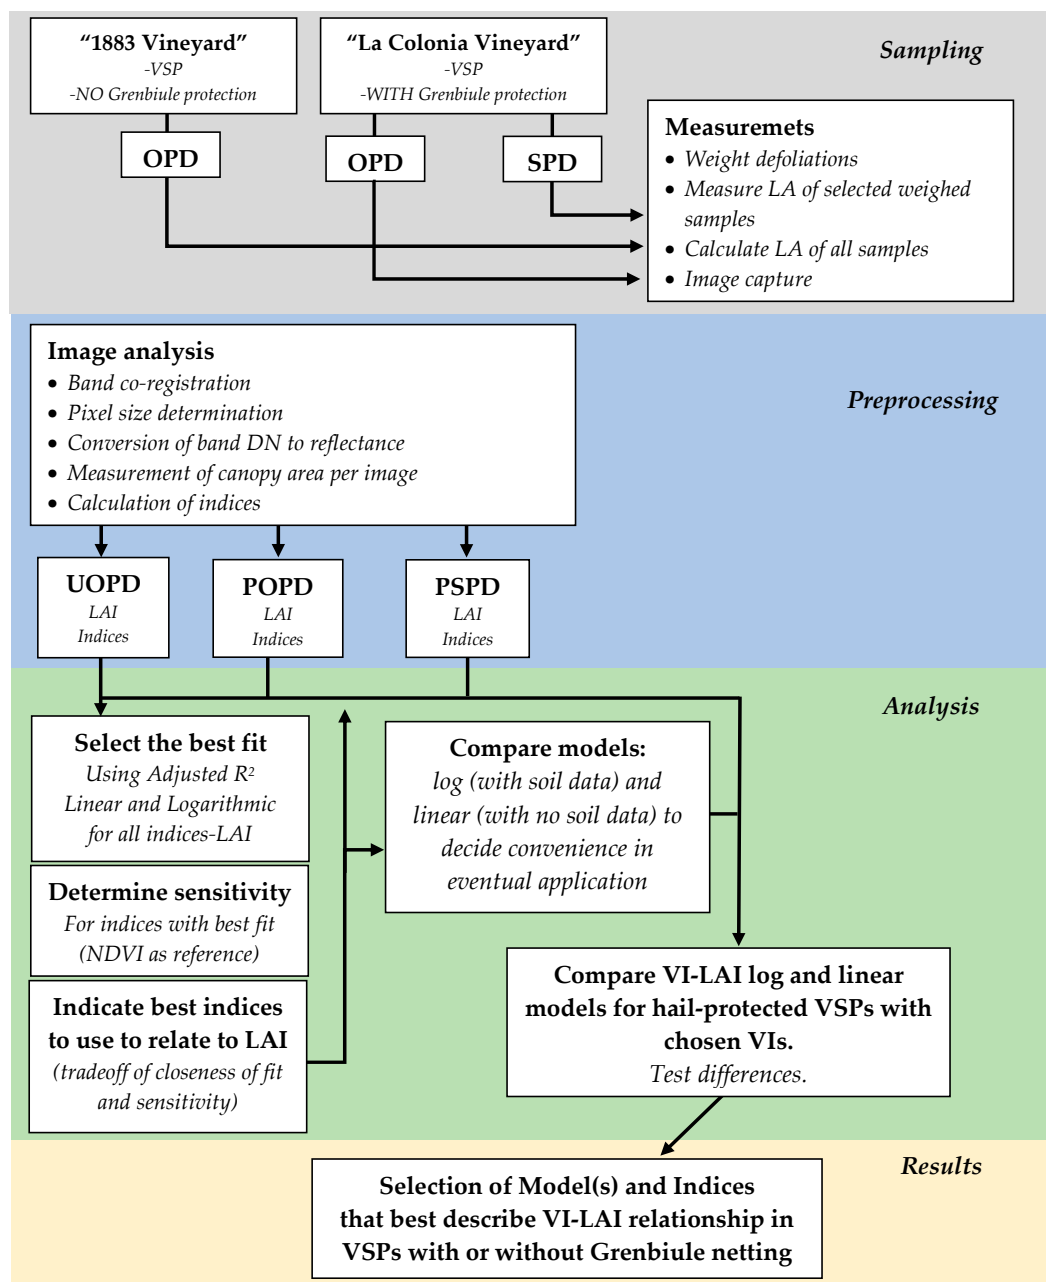 "1883 Vineyard"
-VSP
-NO Grenbiule protection
"La Colonia Vineyard"
-VSP
-WITH Grenbiule protection
Sampling
OPD
OPD
SPD
Measuremets
• Weight defoliations
• Measure LA of selected weighed
samples
• Calculate LA of all samples
• Image capture
Image analysis
• Band co-registration
• Pixel size determination
• Conversion of band DN to reflectance
• Measurement of canopy area per image
• Calculation of indices
Preprocessing
UOPD
LAI
Indices
POPD
LAI
Indices
PSPD
LAI
Indices
Analysis
Select the best fit
Using Adjusted R²
Linear and Logarithmic
for all indices-LAI
Determine sensitivity
For indices with best fit
(NDVI as reference)
Indicate best indices
to use to relate to LAI
(tradeoff of closeness of fit
and sensitivity)
Compare models:
log (with soil data) and
linear (with no soil data) to
decide convenience in
eventual application
Compare VI-LAI log and linear
models for hail-protected VSPs with
chosen VIs.
Test differences.
Results
Selection of Model(s) and Indices
that best describe VI-LAI relationship in
VSPs with or without Grenbiule netting